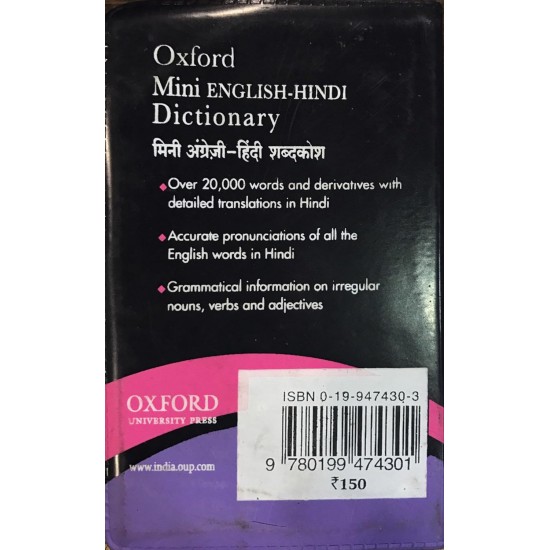 Oxford
Mini ENGLISH-HINDI
Dictionary
मिनी अंग्रेज़ी-हिंदी शब्दकोश
◆Over 20,000 words and derivatives with
detailed translations in Hindi
◆Accurate pronunciations of all the
English words in Hindi
◆Grammatical information on irregular
nouns, verbs and adjectives
OXFORD
UNIVERSITY PRESS
www.india.oup.com
ISBN 0-19-947430-3
9 780199 474301
₹150